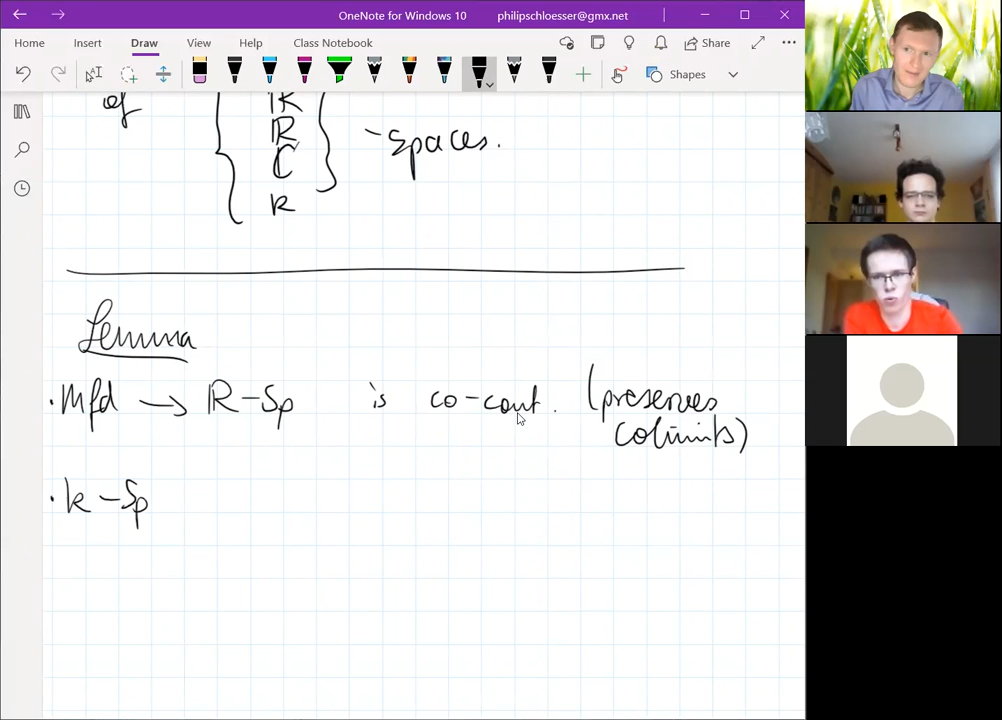 OneNote for Windows 10
philipschloesser@gmx.net
Home Insert Draw View Help Class Notebook Share
Shapes
of { K
R
C
k } - Spaces.
Lemma
· Mfd → R-Sp is co-cont. (preserves
colimits)
· k-Sp